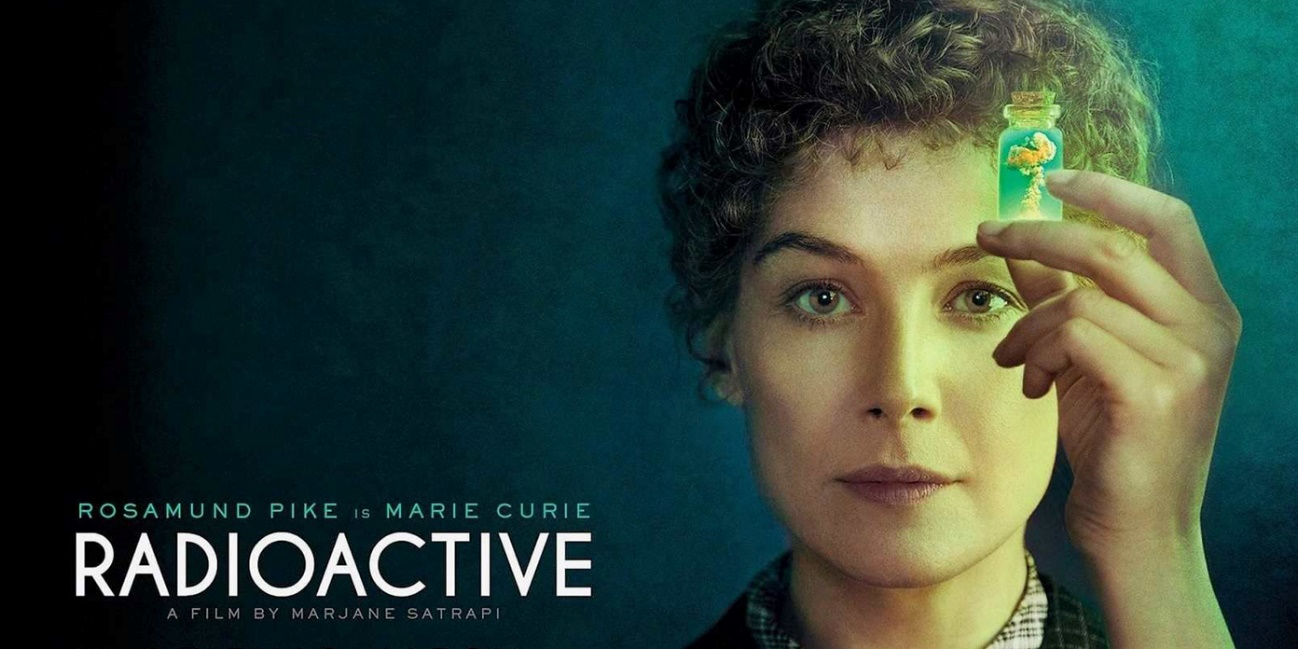 ROSAMUND PIKE IS MARIE CURIE
RADIOACTIVE
A FILM BY MARJANE SATRAPI